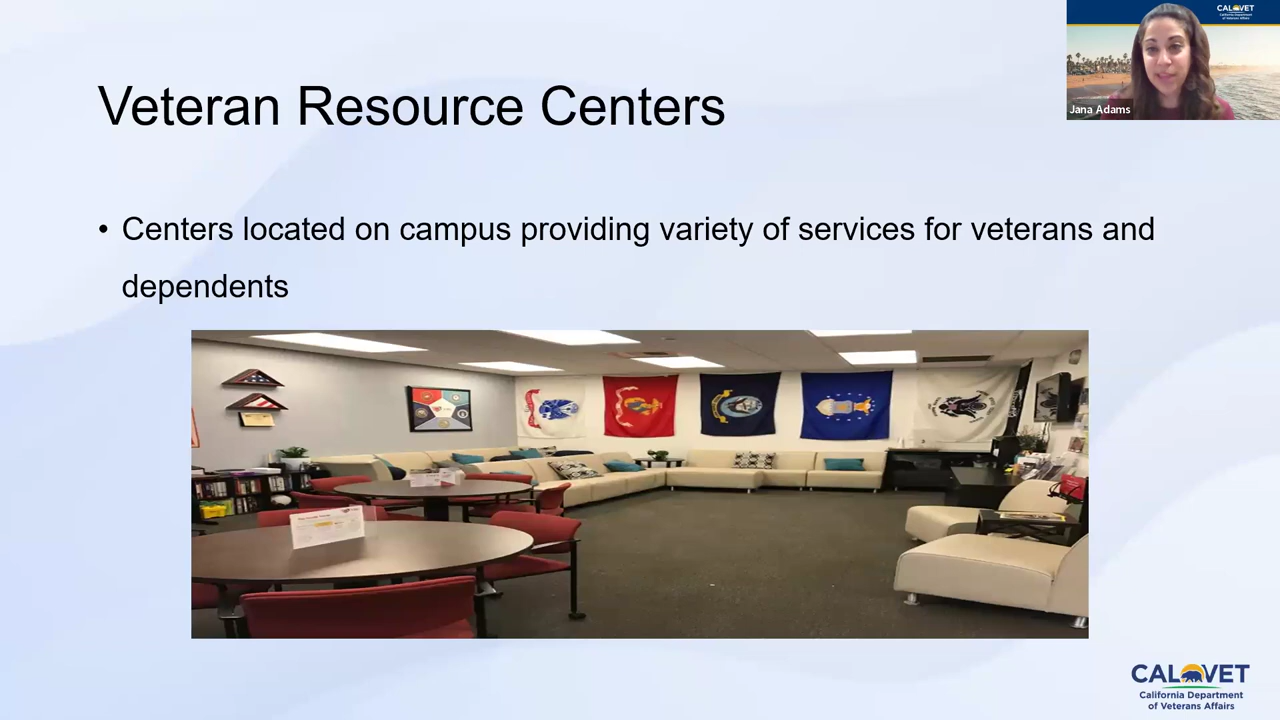 CALVET
California Department
of Veterans Affairs
Jana Adams
Veteran Resource Centers
• Centers located on campus providing variety of services for veterans and
dependents
CALVET
California Department
of Veterans Affairs